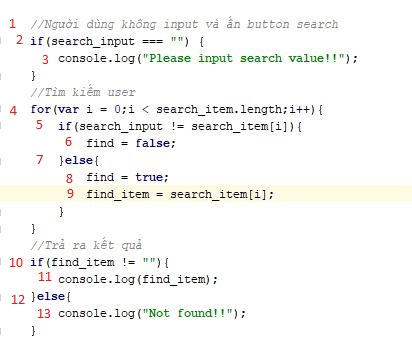 1 //Người dùng không input và ấn button search
2 if(search_input === "") {
3 console.log("Please input search value!!");
}
//Tìm kiếm user
4 for(var i = 0;i < search_item.length;i++){
5 if(search_input != search_item[i]){
6 find = false;
7 }else{
8 find = true;
9 find_item = search_item[i];
}
}
//Trả ra kết quả
10 if(find_item != ""){
11 console.log(find_item);
12 }else{
13 console.log("Not found!!");
}